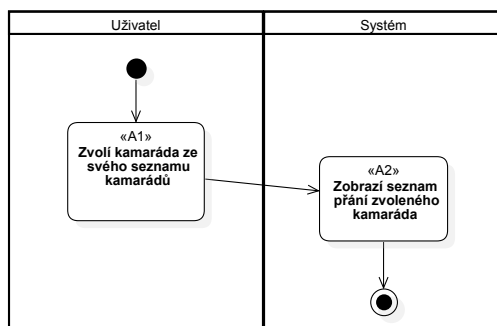 Uživatel
Systém
«A1»
Zvolí kamaráda ze
svého seznamu
kamarádů
«A2»
Zobrazí seznam
přání zvoleného
kamaráda